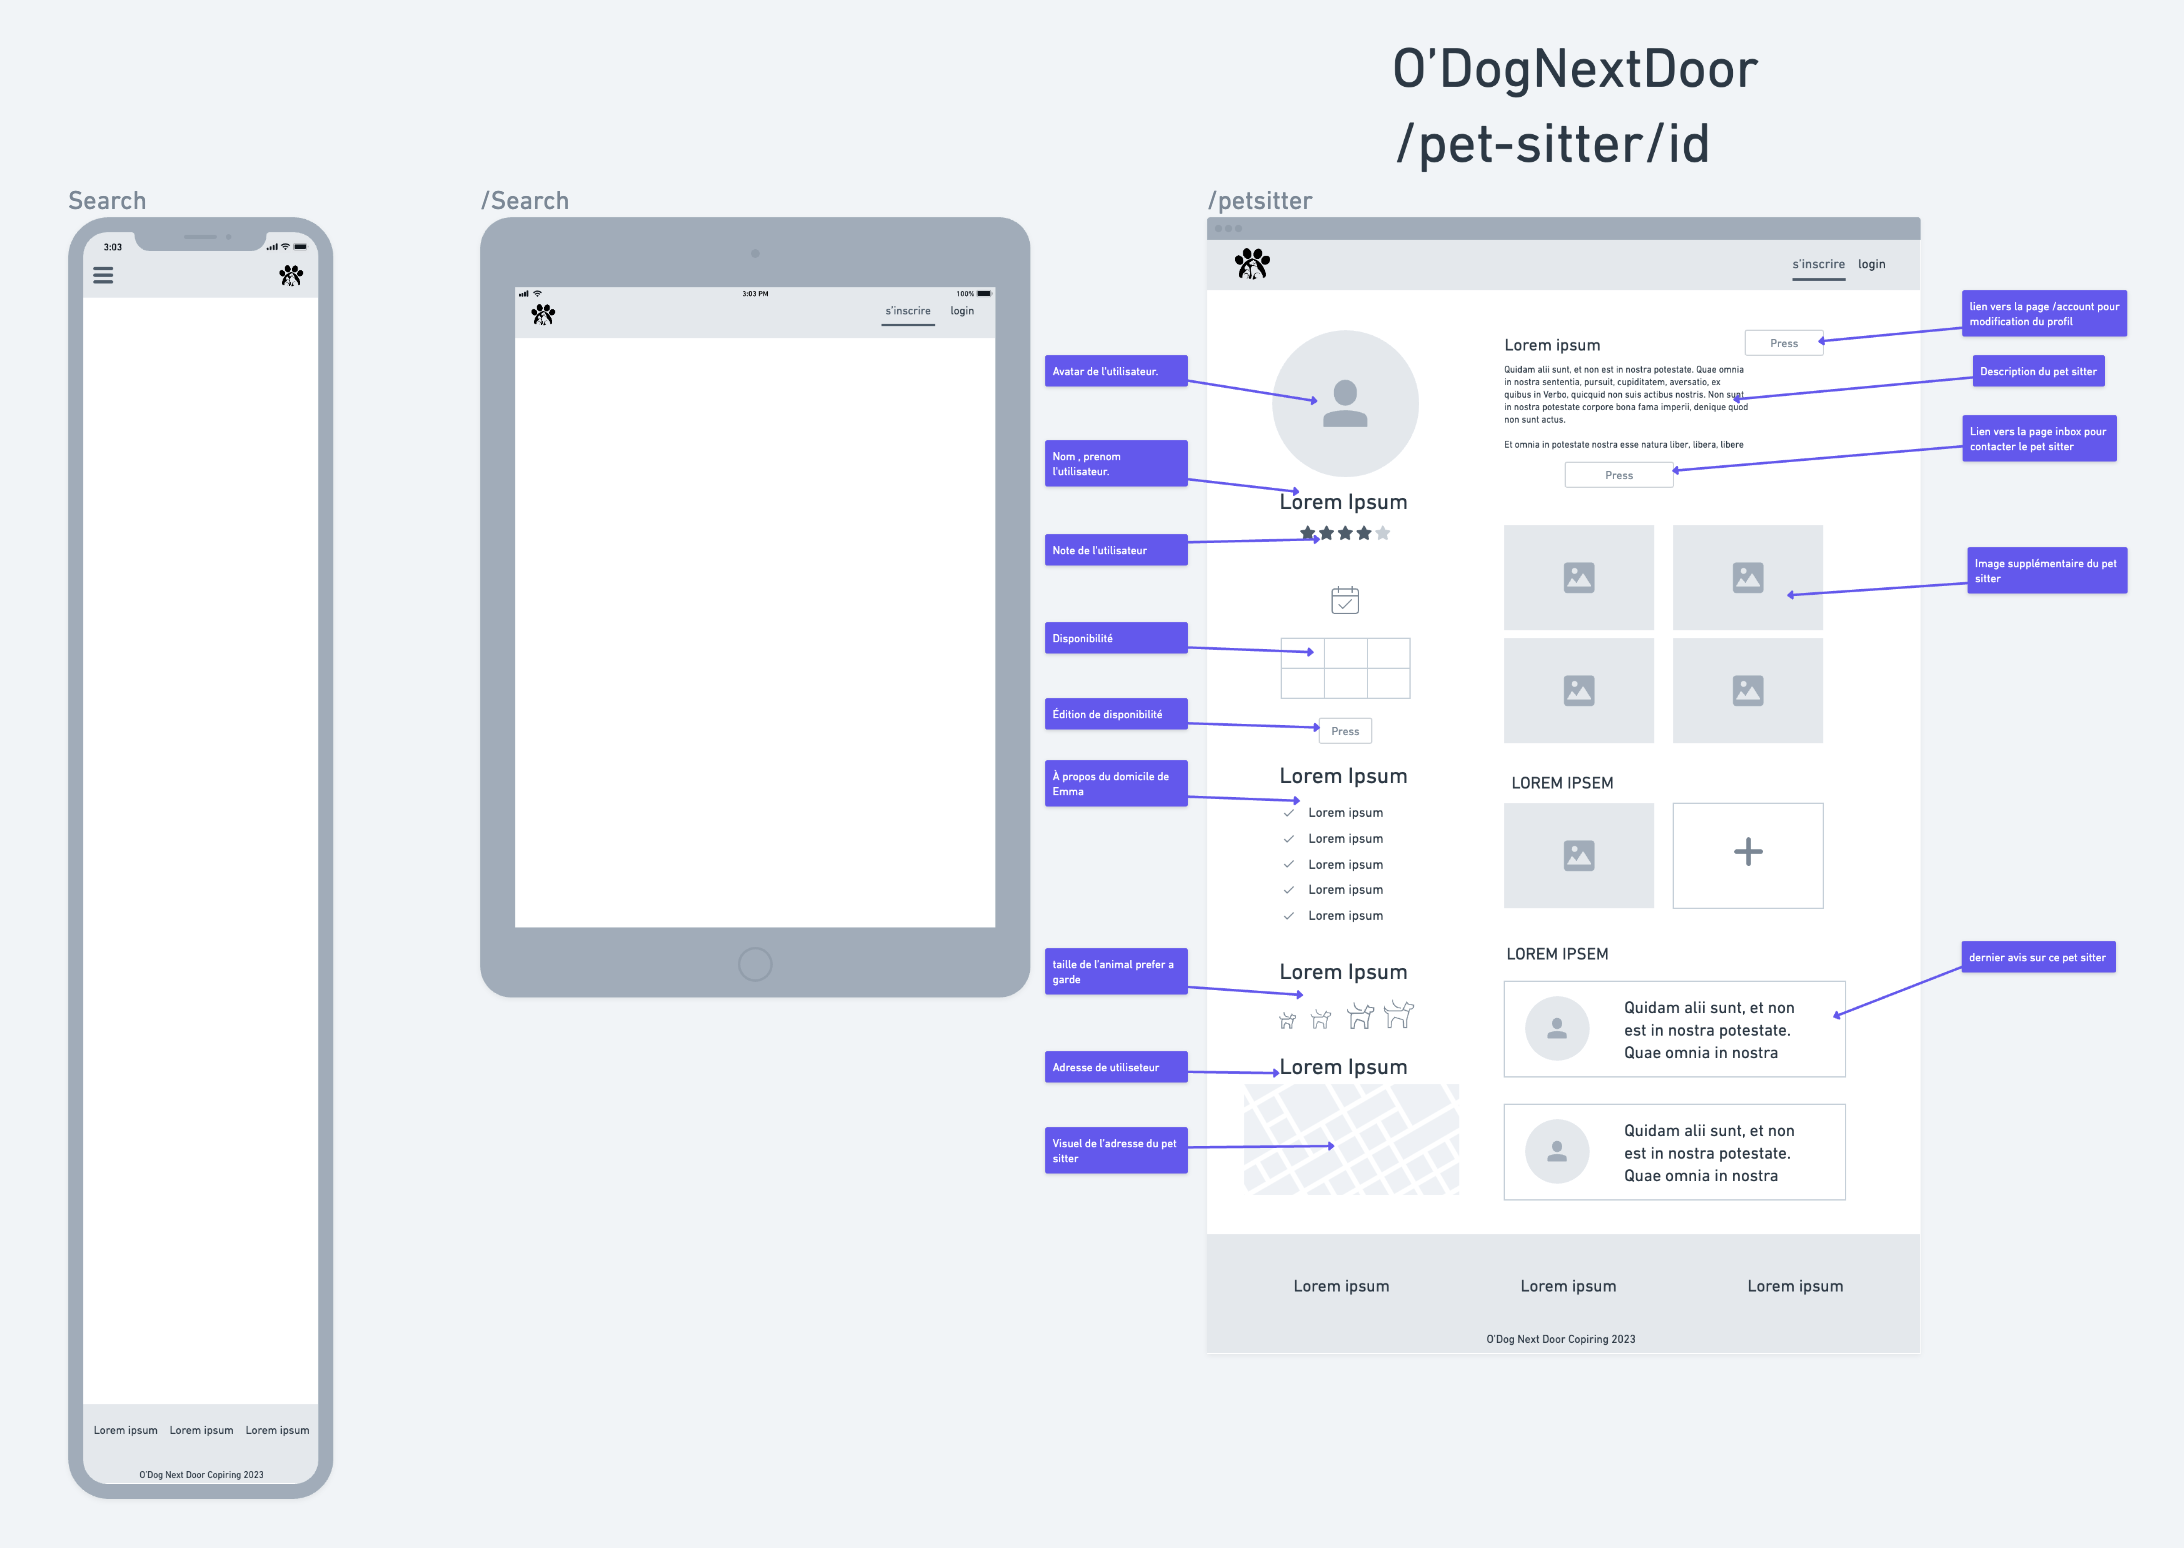 O'DogNextDoor
/pet-sitter/id
Search
3:03
Lorem ipsum Lorem ipsum Lorem ipsum
O'Dog Next Door Copiring 2023
/Search
3:03 PM
100%
s'inscrire login
/petsitter
s'inscrire login
Avatar de l'utilisateur.
Nom , prenom
l'utilisateur.
Note de l'utilisateur
Disponibilité
Édition de disponibilité
À propos du domicile de
Emma
taille de l'animal prefer a
garde
Adresse de utiliseteur
Visuel de l'adresse du pet
sitter
Lorem Ipsum
Press
Lorem Ipsum
Lorem ipsum
Lorem ipsum
Lorem ipsum
Lorem ipsum
Lorem ipsum
Lorem Ipsum
Lorem Ipsum
Lorem ipsum
Press
Quidam alii sunt, et non est in nostra potestate. Quae omnia
in nostra sententia, pursuit, cupiditatem, aversatio, ex
quibus in Verbo, quicquid non suis actibus nostris. Non sunt
in nostra potestate corpore bona fama imperii, denique quod
non sunt actus.
Et omnia in potestate nostra esse natura liber, libera, libere
Press
LOREM IPSEM
LOREM IPSEM
Quidam alii sunt, et non
est in nostra potestate.
Quae omnia in nostra
Quidam alii sunt, et non
est in nostra potestate.
Quae omnia in nostra
lien vers la page /account pour
modification du profil
Description du pet sitter
Lien vers la page inbox pour
contacter le pet sitter
Image supplémentaire du pet
sitter
dernier avis sur ce pet sitter
Lorem ipsum Lorem ipsum Lorem ipsum
O'Dog Next Door Copiring 2023